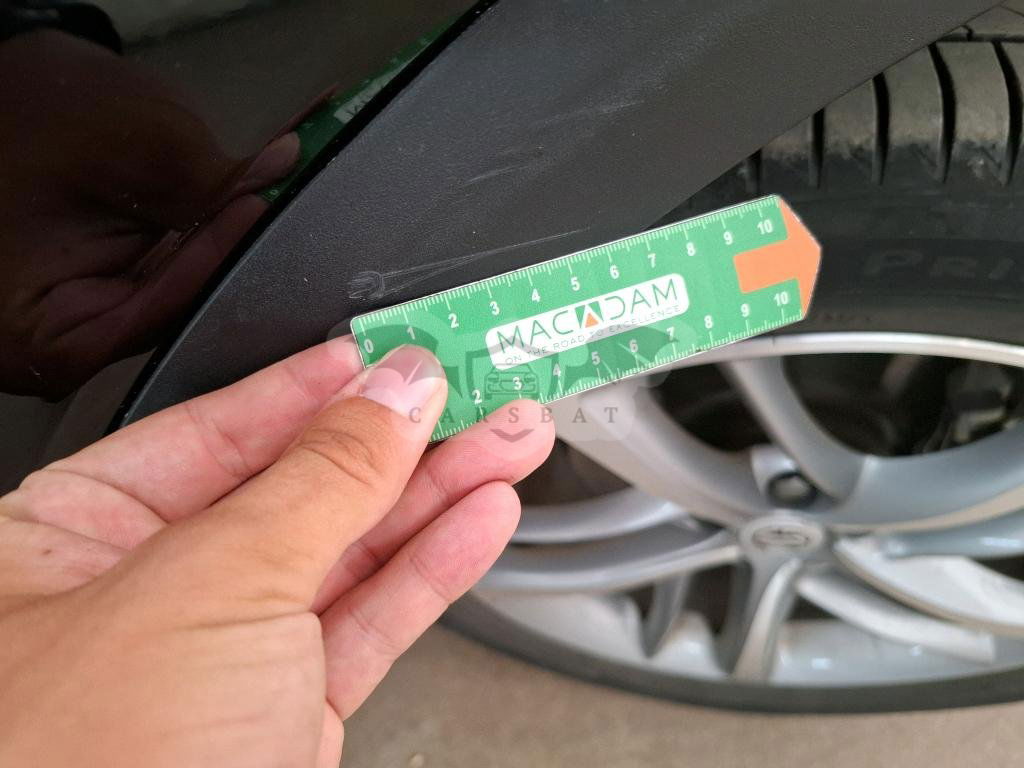 0 1 2 3 4 5 6 7 8 9 10
MACADAM
ON THE ROAD TO EXCELLENCE
2 3 4 5 6 7 8 9 10
CARSBAT
PRI